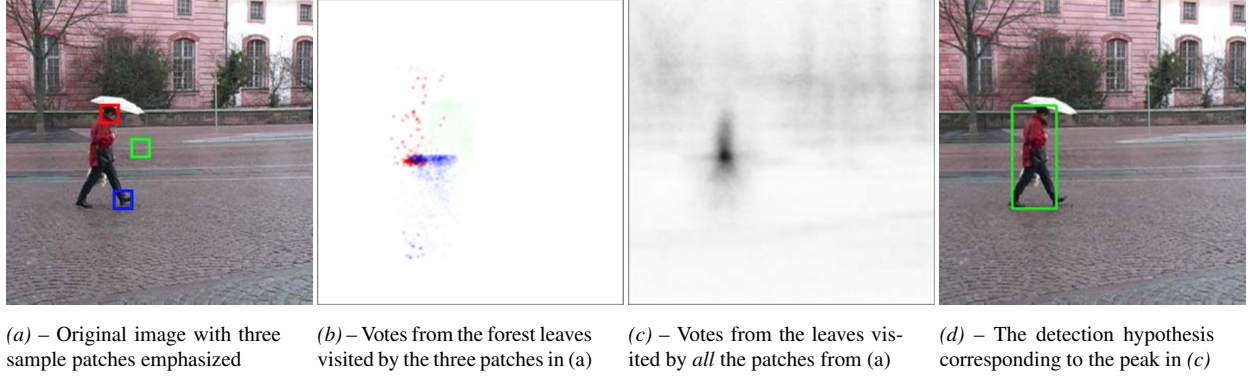 (a) – Original image with three
sample patches emphasized
(b) – Votes from the forest leaves
visited by the three patches in (a)
(c) – Votes from the leaves vis-
ited by all the patches from (a)
(d) – The detection hypothesis
corresponding to the peak in (c)